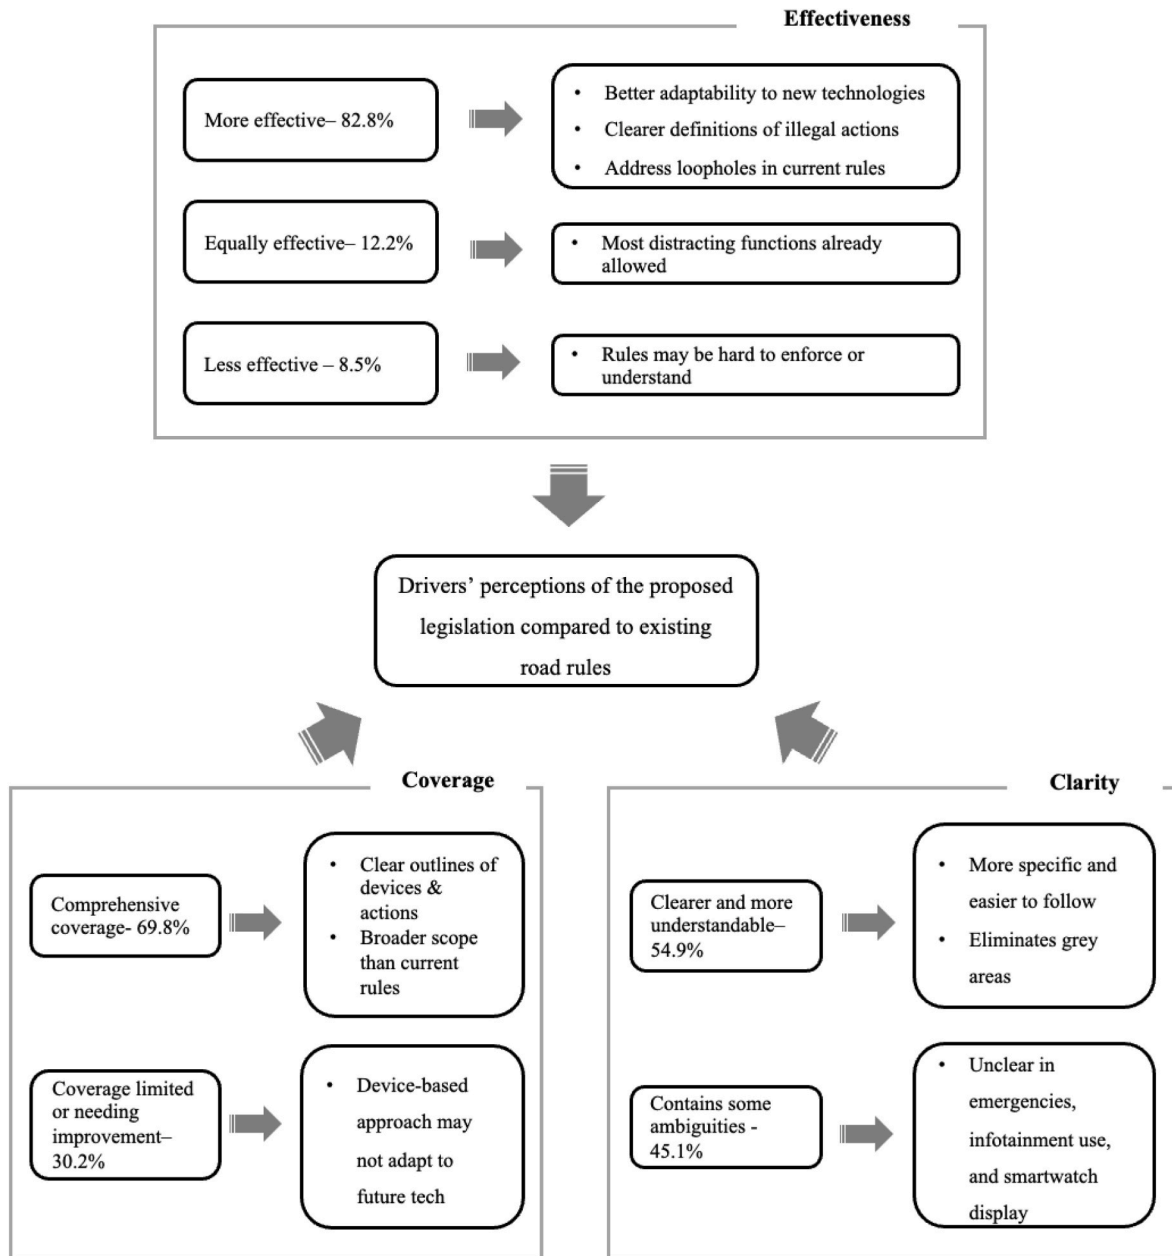 Effectiveness
More effective– 82.8%
• Better adaptability to new technologies
• Clearer definitions of illegal actions
• Address loopholes in current rules
Equally effective– 12.2%
• Most distracting functions already
allowed
Less effective – 8.5%
• Rules may be hard to enforce or
understand
Drivers’ perceptions of the proposed
legislation compared to existing
road rules
Coverage
Comprehensive
coverage- 69.8%
• Clear outlines of
devices &
actions
• Broader scope
than current
rules
Coverage limited
or needing
improvement–
30.2%
• Device-based
approach may
not adapt to
future tech
Clarity
Clearer and more
understandable–
54.9%
• More specific and
easier to follow
• Eliminates grey
areas
Contains some
ambiguities -
45.1%
• Unclear in
emergencies,
infotainment use,
and smartwatch
display